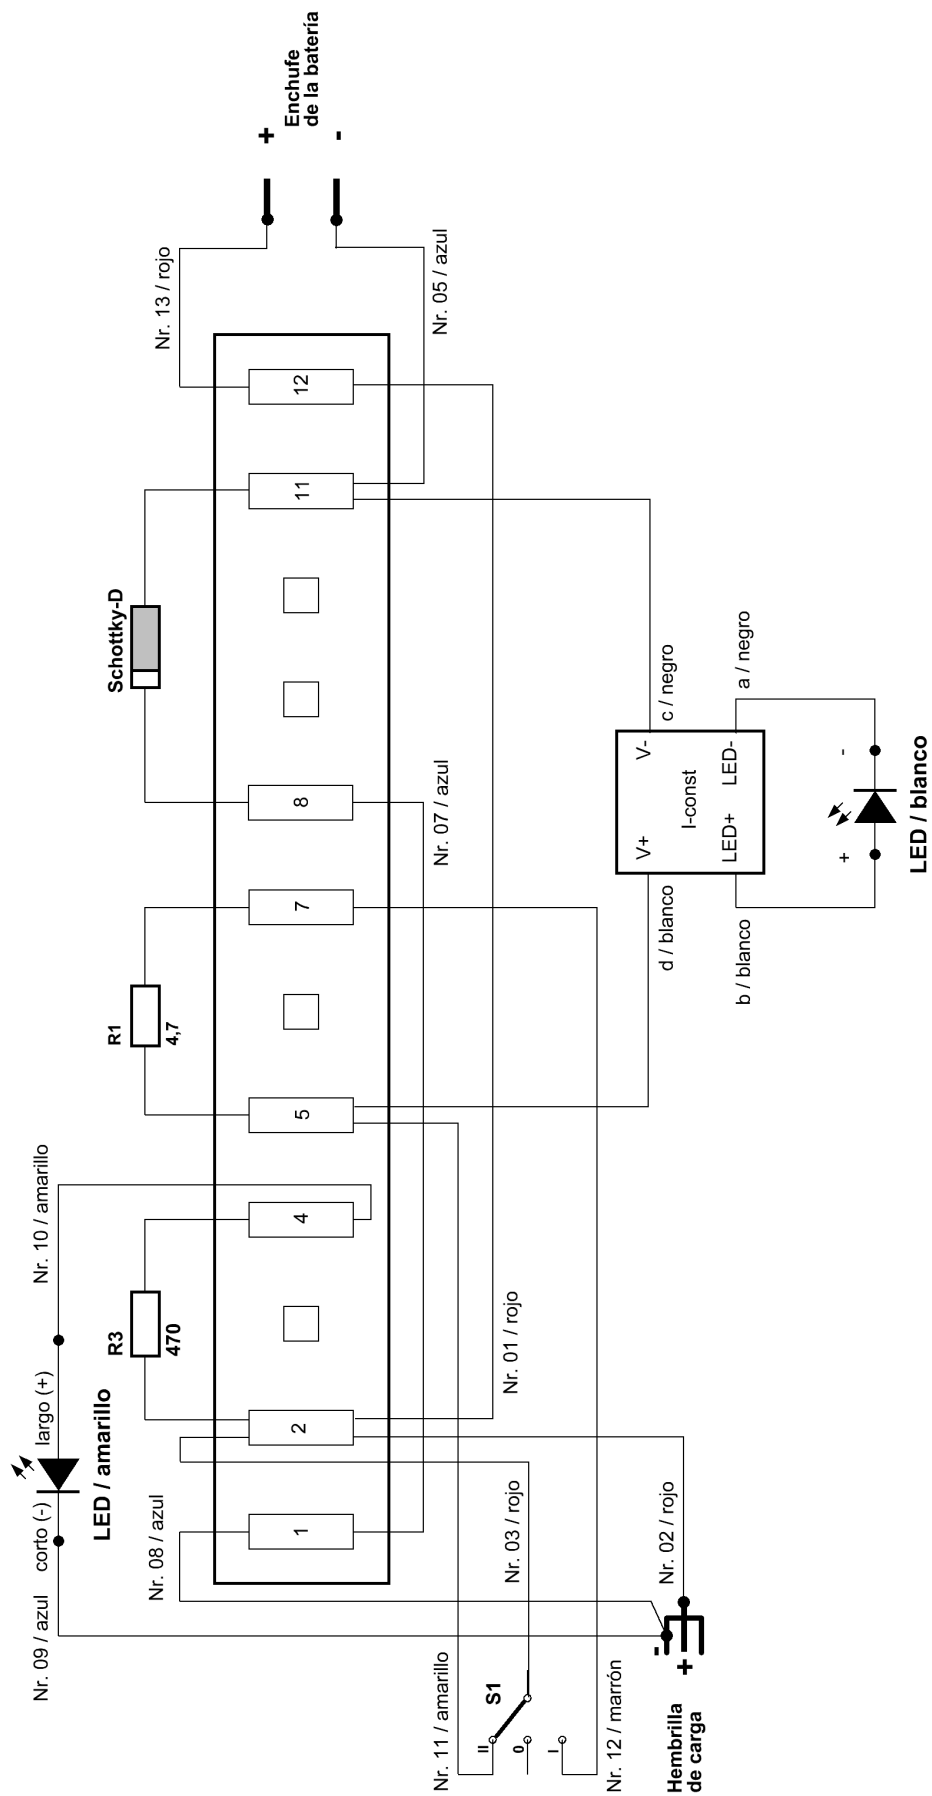 Enchufe
de la batería
+
-
Nr. 13 / rojo
Nr. 05 / azul
12
11
Schottky-D
8
Nr. 07 / azul
7
R1
4,7
5
c / negro
a / negro
V-
V+
I-const
LED-
LED+
-
+
LED / blanco
d / blanco
b / blanco
Nr. 10 / amarillo
4
R3
470
Nr. 01 / rojo
largo (+)
LED / amarillo
corto (-)
2
1
Nr. 08 / azul
Nr. 09 / azul
Nr. 03 / rojo
Nr. 02 / rojo
S1
II
0
I
Nr. 11 / amarillo
Nr. 12 / marrón
-
+
Hembrilla
de carga